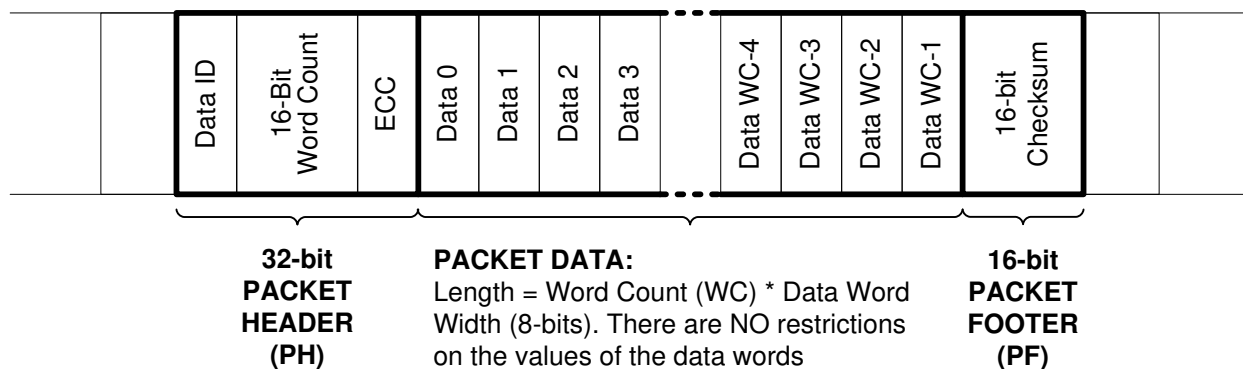 Data ID
16-Bit
Word Count
ECC
Data 0
Data 1
Data 2
Data 3
Data WC-4
Data WC-3
Data WC-2
Data WC-1
16-bit
Checksum
32-bit
PACKET
HEADER
(PH)
PACKET DATA:
Length = Word Count (WC) * Data Word
Width (8-bits). There are NO restrictions
on the values of the data words
16-bit
PACKET
FOOTER
(PF)